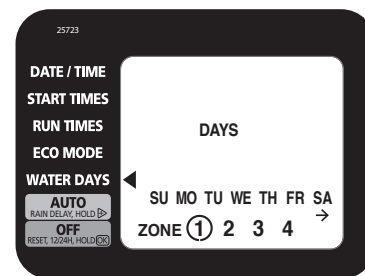 25723
DATE / TIME
START TIMES
RUN TIMES
ECO MODE
WATER DAYS
AUTO
RAIN DELAY, HOLD
OFF
RESET, 12/24H, HOLD OK
DAYS
SU MO TU WE TH FR SA
ZONE 1 2 3 4